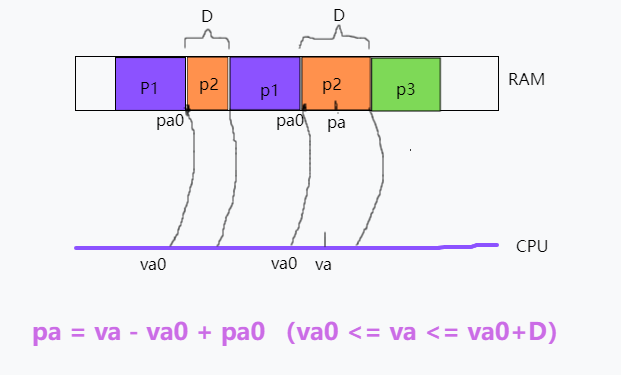 D D
P1 p2 p1 p2 p3 RAM
pa0 pa0 pa
CPU
va0 va0 va
pa = va - va0 + pa0 (va0 <= va <= va0+D)